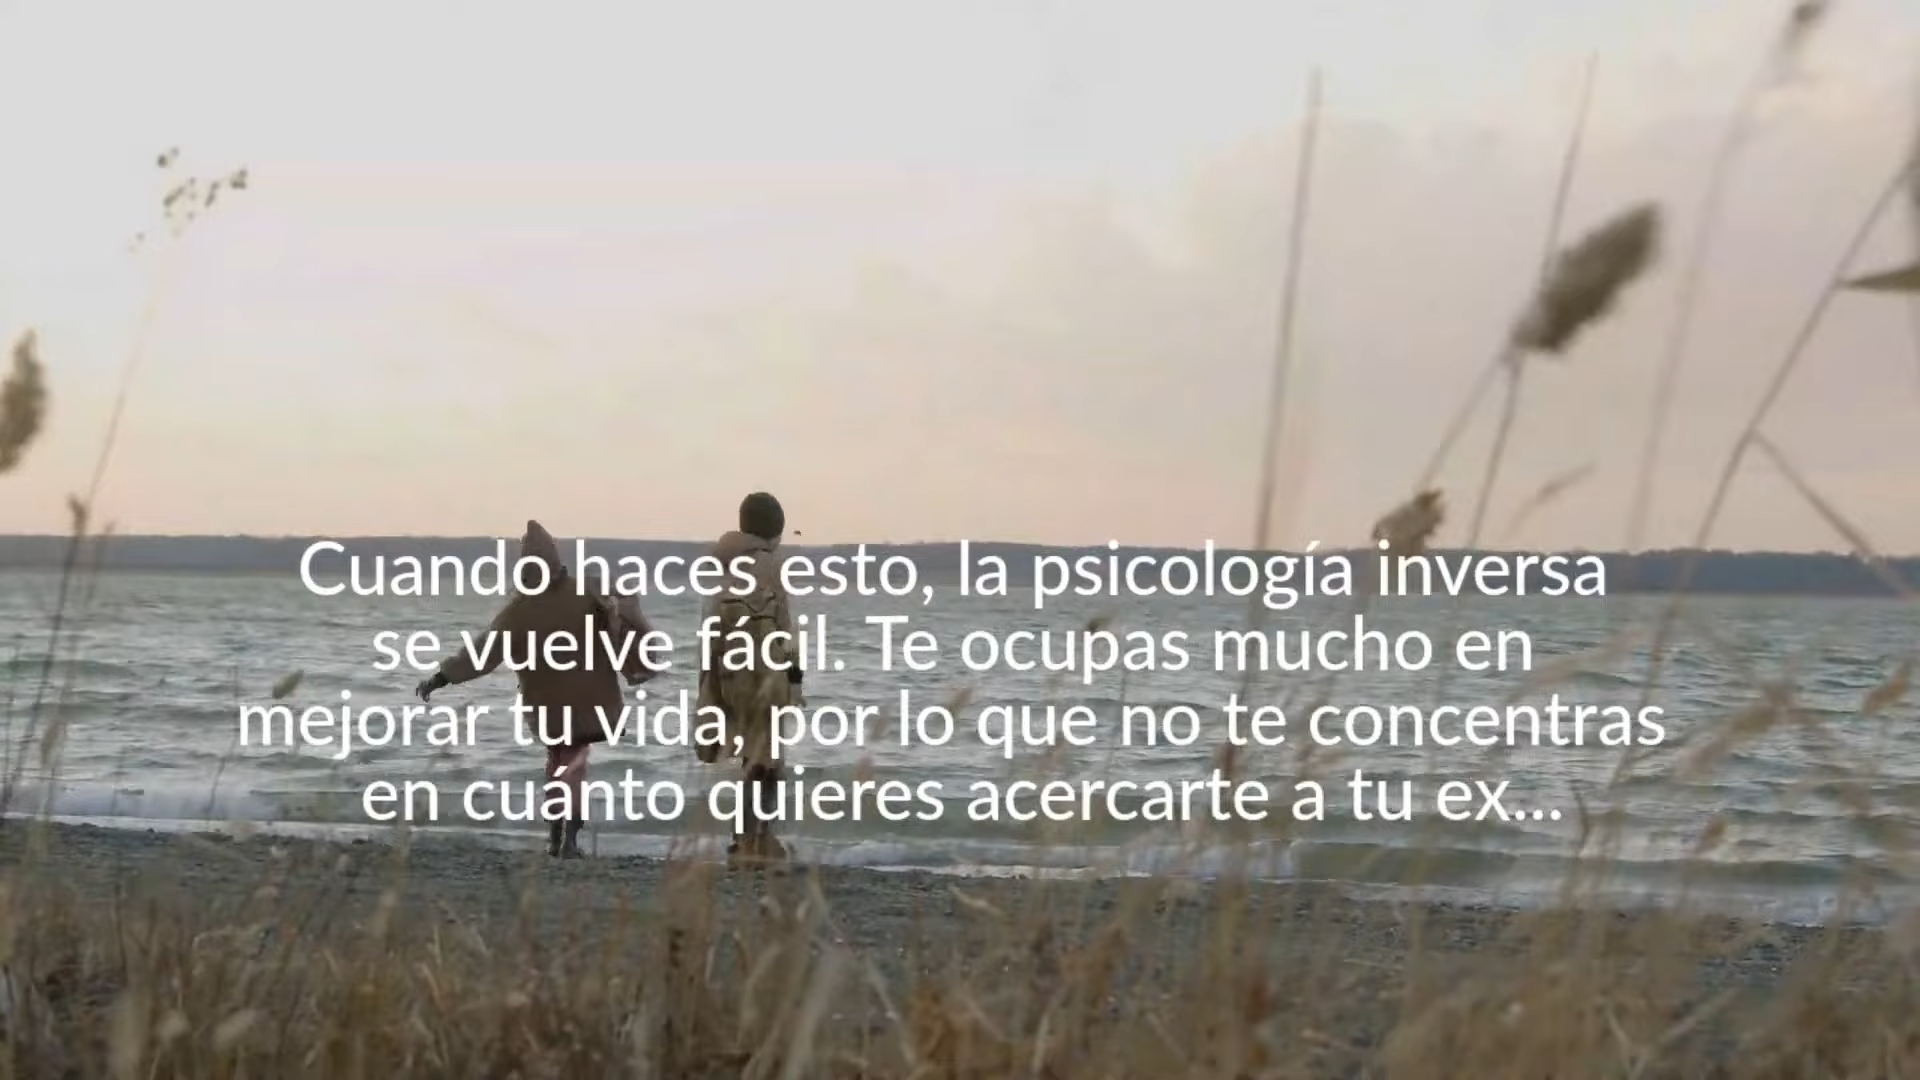 Cuando haces esto, la psicología inversa
se vuelve fácil. Te ocupas mucho en
mejorar tu vida, por lo que no te concentras
en cuánto quieres acercarte a tu ex...